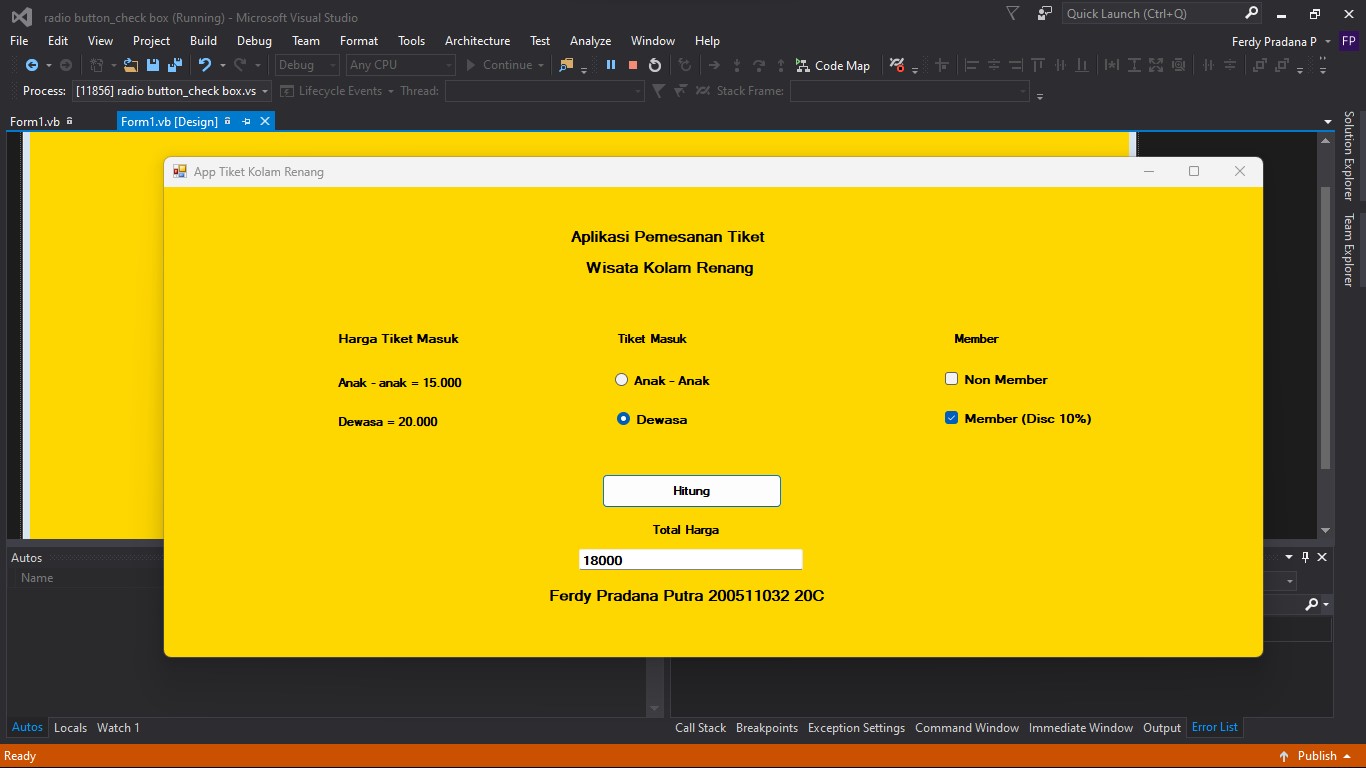 radio button_check box (Running) - Microsoft Visual Studio
Quick Launch (Ctrl+Q)
File Edit View Project Build Debug Team Format Tools Architecture Test Analyze Window Help
Ferdy Pradana P FP
Debug Any CPU Continue Code Map
Process: [11856] radio button_check box.vs Lifecycle Events Thread: Stack Frame:
Form1.vb Form1.vb [Design]
Solution Explorer
Team Explorer
App Tiket Kolam Renang
Aplikasi Pemesanan Tiket
Wisata Kolam Renang
Harga Tiket Masuk Tiket Masuk Member
Anak - anak = 15.000 Anak - Anak Non Member
Dewasa = 20.000 Dewasa Member (Disc 10%)
Hitung
Total Harga
18000
Ferdy Pradana Putra 200511032 20C
Autos
Name
Autos Locals Watch 1
Call Stack Breakpoints Exception Settings Command Window Immediate Window Output Error List
Ready
Publish